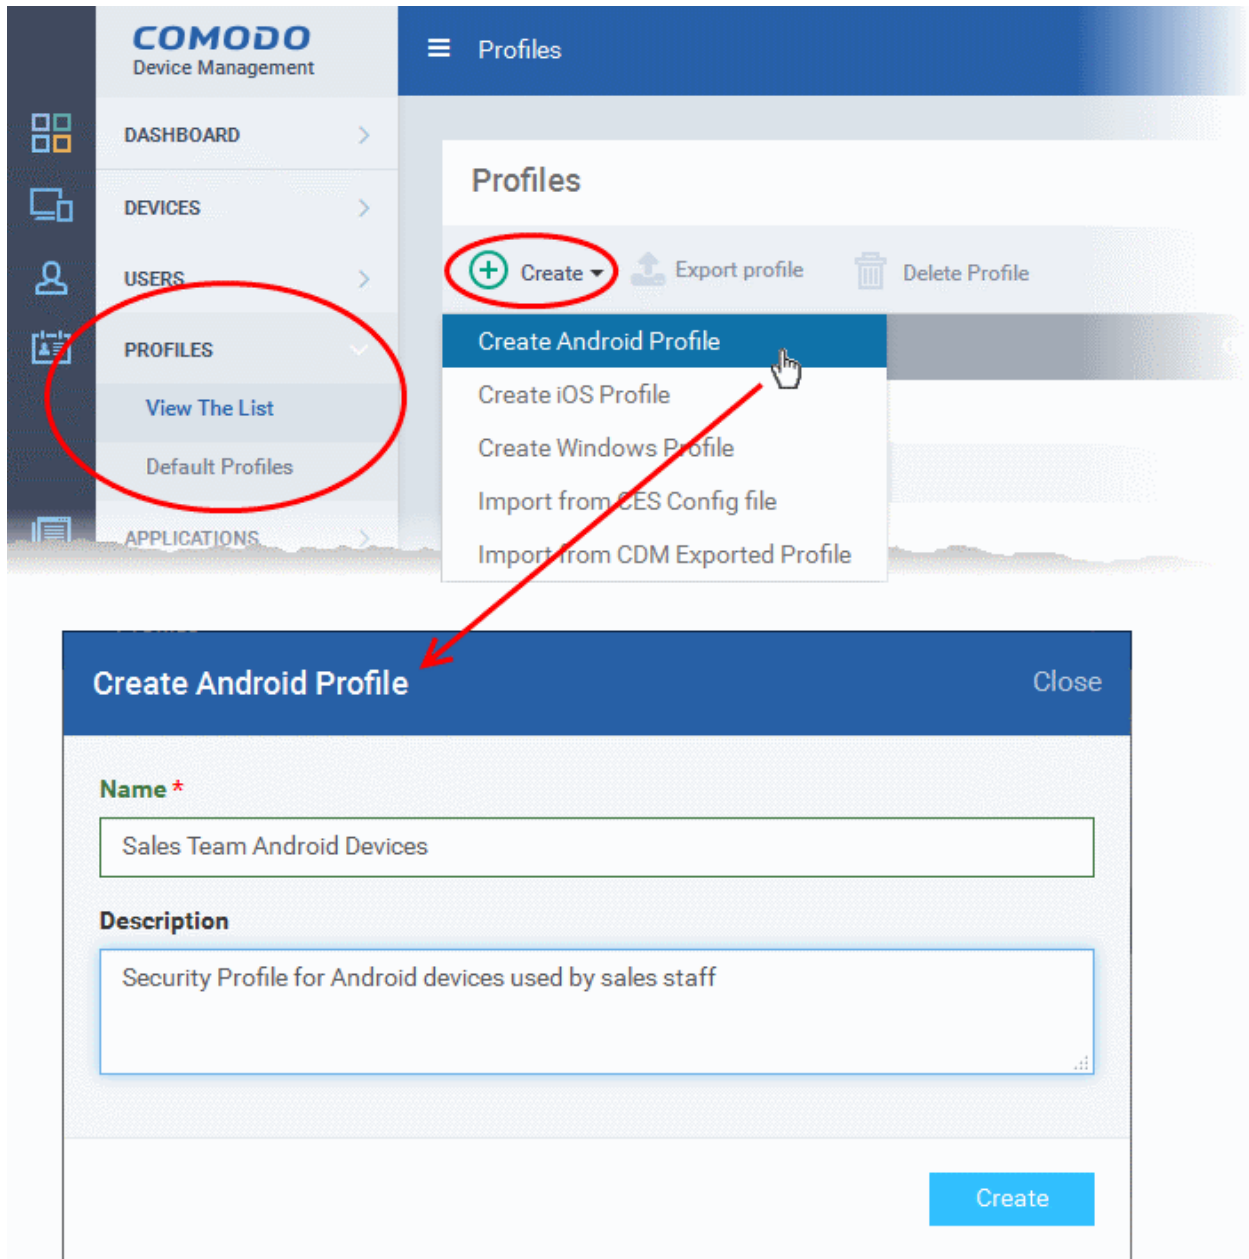 COMODO
Device Management
Profiles
DASHBOARD
DEVICES
USERS
PROFILES
View The List
Default Profiles
APPLICATIONS
Profiles
Create
Export profile
Delete Profile
Create Android Profile
Create iOS Profile
Create Windows Profile
Import from CES Config file
Import from CDM Exported Profile
Create Android Profile
Close
Name *
Sales Team Android Devices
Description
Security Profile for Android devices used by sales staff
Create